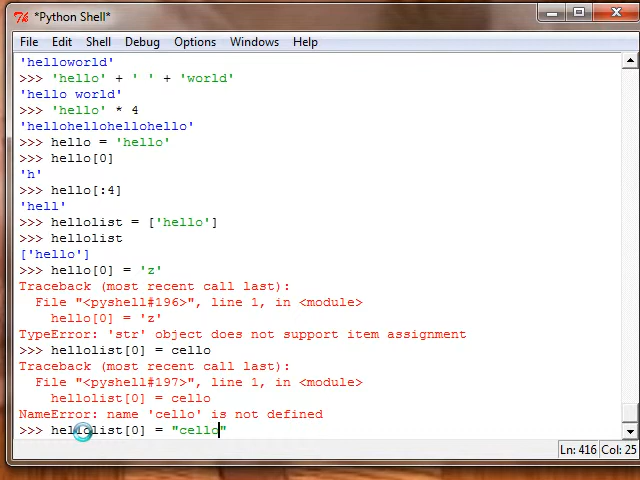 *Python Shell*
File Edit Shell Debug Options Windows Help
'helloworld'
>>> 'hello' + ' ' + 'world'
'hello world'
>>> 'hello' * 4
'hellohellohellohello'
>>> hello = 'hello'
>>> hello[0]
'h'
>>> hello[:4]
'hell'
>>> hellolist = ['hello']
>>> hellolist
['hello']
>>> hello[0] = 'z'
Traceback (most recent call last):
  File "<pyshell#196>", line 1, in <module>
    hello[0] = 'z'
TypeError: 'str' object does not support item assignment
>>> hellolist[0] = cello
Traceback (most recent call last):
  File "<pyshell#197>", line 1, in <module>
    hellolist[0] = cello
NameError: name 'cello' is not defined
>>> hellolist[0] = "cello"
Ln: 416 Col: 25